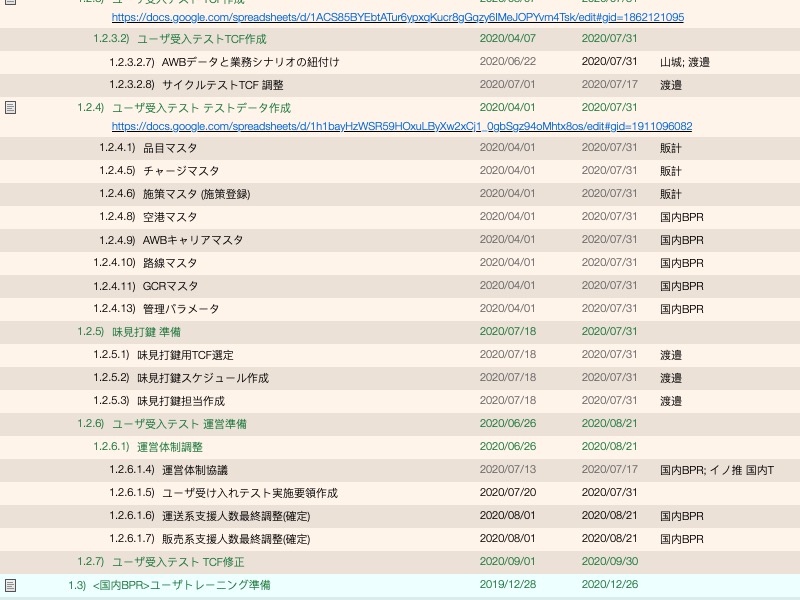 https://docs.google.com/spreadsheets/d/1ACS85BYEbtATur6ypxqKucr8gGqzy6IMeJOPYvm4Tsk/edit#gid=1862121095
1.2.3.2) ユーザ受入テストTCF作成 2020/04/07 2020/07/31
1.2.3.2.7) AWBデータと業務シナリオの紐付け 2020/06/22 2020/07/31 山城; 渡邉
1.2.3.2.8) サイクルテストTCF 調整 2020/07/01 2020/07/17 渡邉
1.2.4) ユーザ受入テスト テストデータ作成 2020/04/01 2020/07/31
https://docs.google.com/spreadsheets/d/1h1bayHzWSR59HOxuLByXw2xCj1_0gbSgz94oMhtx8os/edit#gid=1911096082
1.2.4.1) 品目マスタ 2020/04/01 2020/07/31 販計
1.2.4.5) チャージマスタ 2020/04/01 2020/07/31 販計
1.2.4.6) 施策マスタ (施策登録) 2020/04/01 2020/07/31 販計
1.2.4.8) 空港マスタ 2020/04/01 2020/07/31 国内BPR
1.2.4.9) AWBキャリアマスタ 2020/04/01 2020/07/31 国内BPR
1.2.4.10) 路線マスタ 2020/04/01 2020/07/31 国内BPR
1.2.4.11) GCRマスタ 2020/04/01 2020/07/31 国内BPR
1.2.4.13) 管理パラメータ 2020/04/01 2020/07/31 国内BPR
1.2.5) 味見打鍵 準備 2020/07/18 2020/07/31
1.2.5.1) 味見打鍵用TCF選定 2020/07/18 2020/07/31 渡邉
1.2.5.2) 味見打鍵スケジュール作成 2020/07/18 2020/07/31 渡邉
1.2.5.3) 味見打鍵担当作成 2020/07/18 2020/07/31 渡邉
1.2.6) ユーザ受入テスト 運営準備 2020/06/26 2020/08/21
1.2.6.1) 運営体制調整 2020/06/26 2020/08/21
1.2.6.1.4) 運営体制協議 2020/07/13 2020/07/17 国内BPR; イノ推 国内T
1.2.6.1.5) ユーザ受け入れテスト実施要領作成 2020/07/20 2020/07/31
1.2.6.1.6) 運送系支援人数最終調整(確定) 2020/08/01 2020/08/21 国内BPR
1.2.6.1.7) 販売系支援人数最終調整(確定) 2020/08/01 2020/08/21 国内BPR
1.2.7) ユーザ受入テスト TCF修正 2020/09/01 2020/09/30
1.3) <国内BPR>ユーザトレーニング準備 2019/12/28 2020/12/26